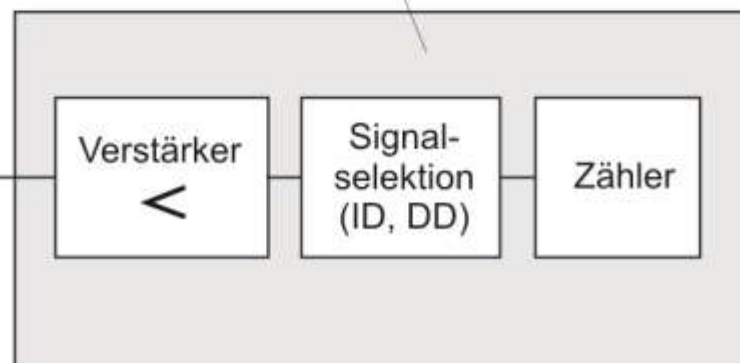 Verstärker
<
Signal-
selektion
(ID, DD)
Zähler